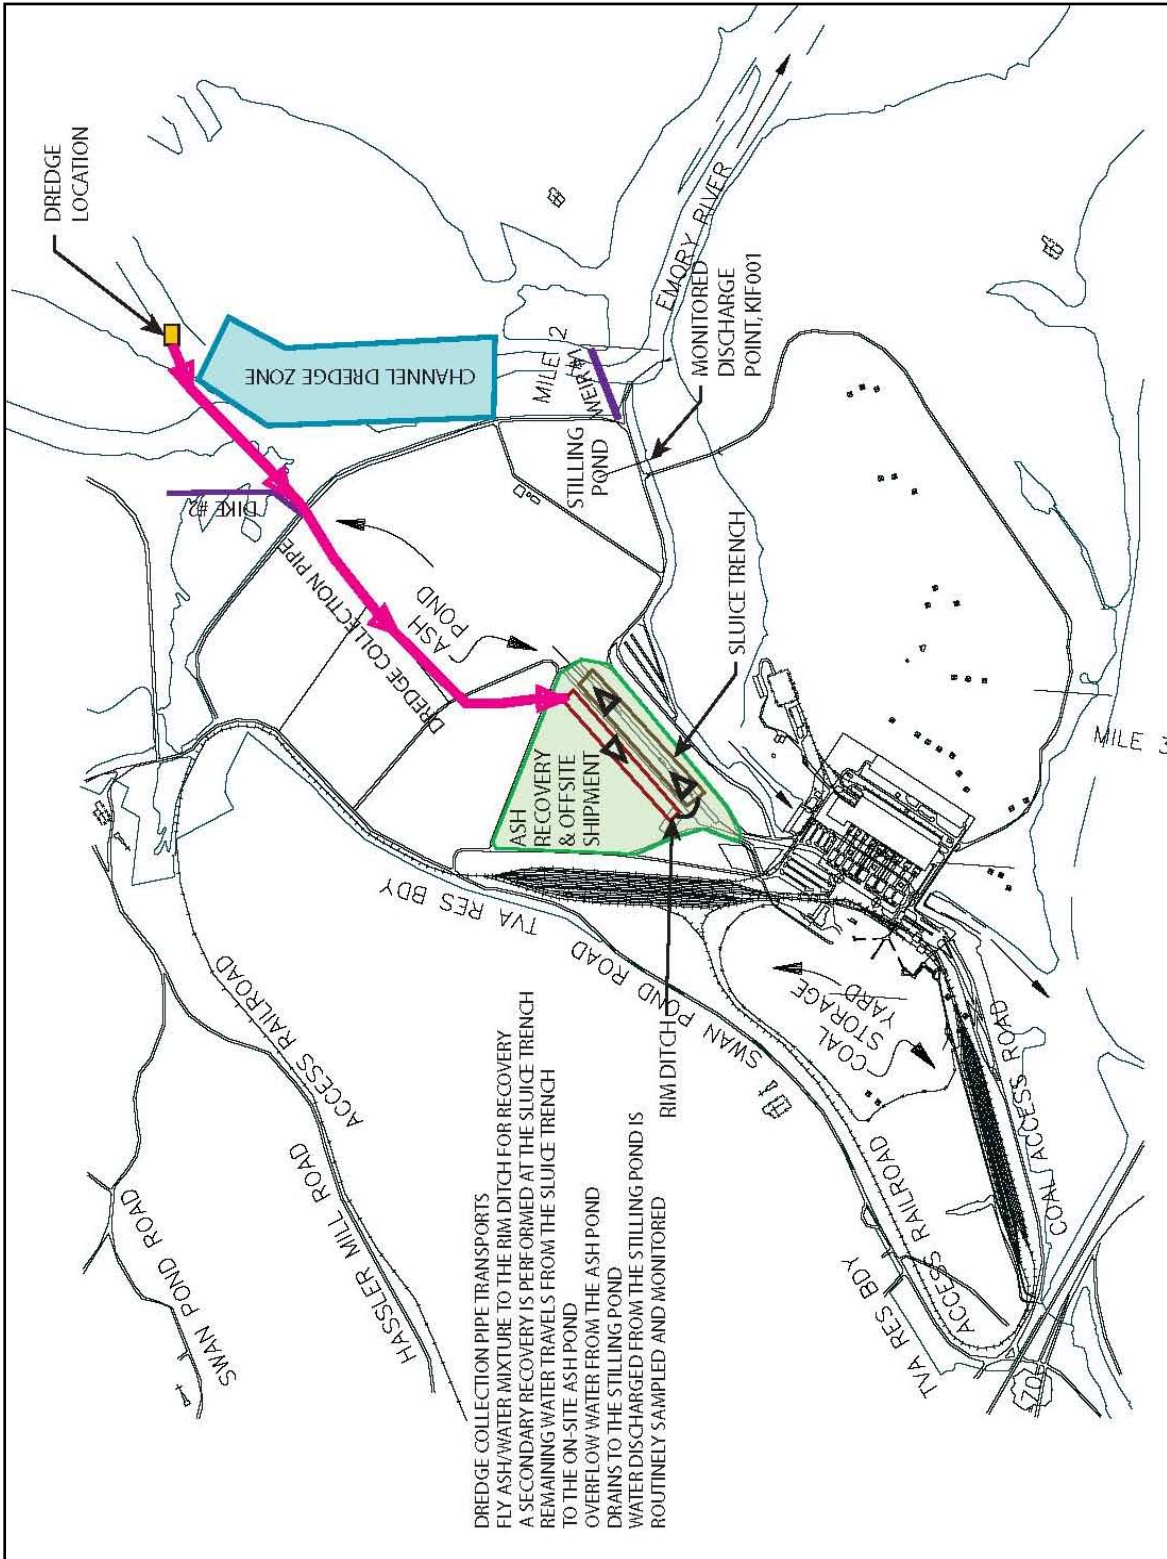 SWAN POND ROAD
HASSLER MILL ROAD
ACCESS RAILROAD
DREDGE
LOCATION
DIKE #2
CHANNEL DREDGE ZONE
DREDGE COLLECTION PIPE
ASH
POND
MILE 2
WEIR #1
STILLING
POND
EMORY RIVER
MONITORED
DISCHARGE
POINT, KIF001
ASH
RECOVERY
& OFFSITE
SHIPMENT
SLUICE TRENCH
TVA RES BDY
SWAN POND ROAD
RIM DITCH
COAL
STORAGE
YARD
MILE 3
COAL ACCESS ROAD
ACCESS RAILROAD
TVA RES BDY
DREDGE COLLECTION PIPE TRANSPORTS
FLY ASH/WATER MIXTURE TO THE RIM DITCH FOR RECOVERY
A SECONDARY RECOVERY IS PERFORMED AT THE SLUICE TRENCH
REMAINING WATER TRAVELS FROM THE SLUICE TRENCH
TO THE ON-SITE ASH POND
OVERFLOW WATER FROM THE ASH POND
DRAINS TO THE STILLING POND
WATER DISCHARGED FROM THE STILLING POND IS
ROUTINELY SAMPLED AND MONITORED